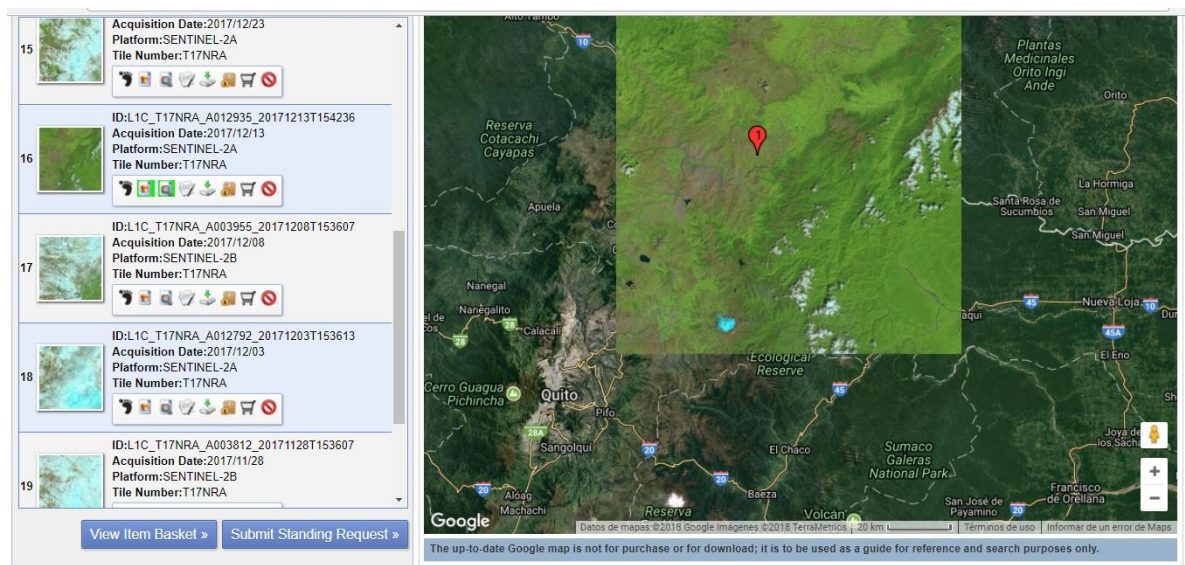 15
Acquisition Date:2017/12/23
Platform:SENTINEL-2A
Tile Number:T17NRA
16
ID:L1C_T17NRA_A012935_20171213T154236
Acquisition Date:2017/12/13
Platform:SENTINEL-2A
Tile Number:T17NRA
17
ID:L1C_T17NRA_A003955_20171208T153607
Acquisition Date:2017/12/08
Platform:SENTINEL-2B
Tile Number:T17NRA
18
ID:L1C_T17NRA_A012792_20171203T153613
Acquisition Date:2017/12/03
Platform:SENTINEL-2A
Tile Number:T17NRA
19
ID:L1C_T17NRA_A003812_20171128T153607
Acquisition Date:2017/11/28
Platform:SENTINEL-2B
Tile Number:T17NRA
View Item Basket »
Submit Standing Request »
Alto Tambo
10
Plantas
Medicinales
Orito Ingi
Ande
Orito
Reserva
Cotacachi
Cayapas
1
La Hormiga
Santa Rosa de
Sucumbíos
San Miguel
Apuela
San Miguel
Nanegal
Nanegalito
28
Calacalí
28
45
Nueva Loja
10
45A
El Eno
Ecological
Reserve
45
Cerro Guagua
Pichincha
Quito
Pifo
28A
Sangolquí
20
El Chaco
20
Sumaco
Galeras
National Park
Joya de
los Sacha
20
Aloag
Machachi
Baeza
Reserva
Volcán
San José de
Payamino
20
Francisco
de Orellana
+
−
Google
Datos de mapas ©2018 Google Imágenes ©2018 TerraMetrics
20 km
Términos de uso
Informar de un error de Maps
The up-to-date Google map is not for purchase or for download; it is to be used as a guide for reference and search purposes only.